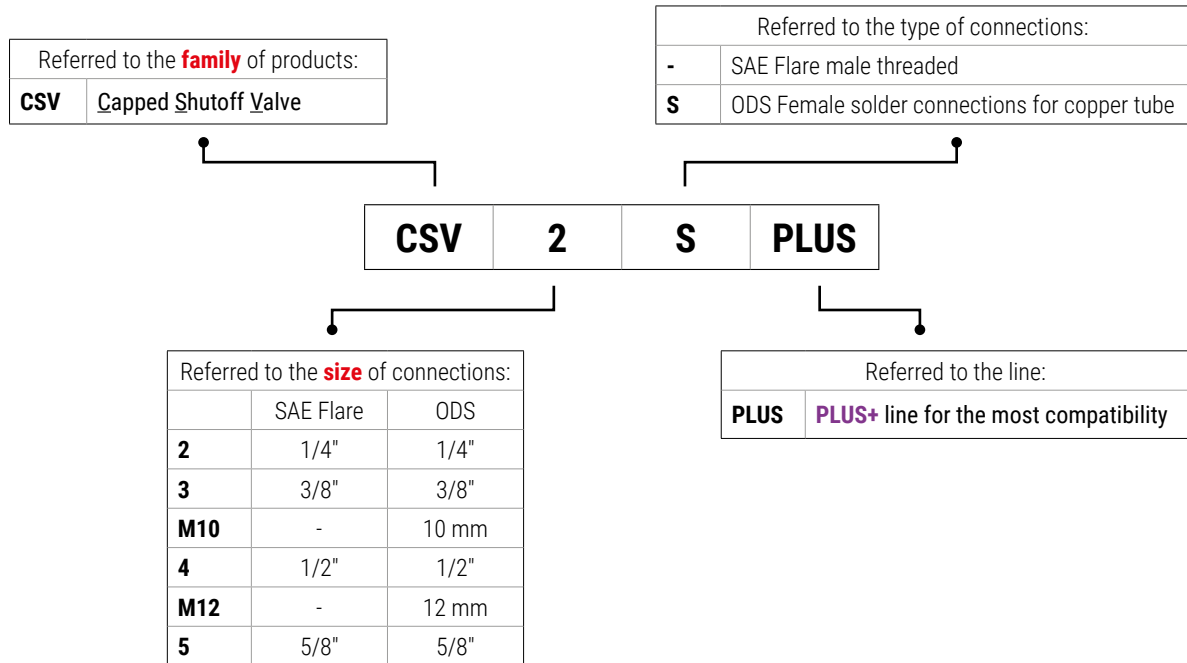 Referred to the family of products:
CSV Capped Shutoff Valve
Referred to the type of connections:
- SAE Flare male threaded
S ODS Female solder connections for copper tube
CSV 2 S PLUS
Referred to the size of connections:
SAE Flare ODS
2 1/4" 1/4"
3 3/8" 3/8"
M10 - 10 mm
4 1/2" 1/2"
M12 - 12 mm
5 5/8" 5/8"
Referred to the line:
PLUS PLUS+ line for the most compatibility